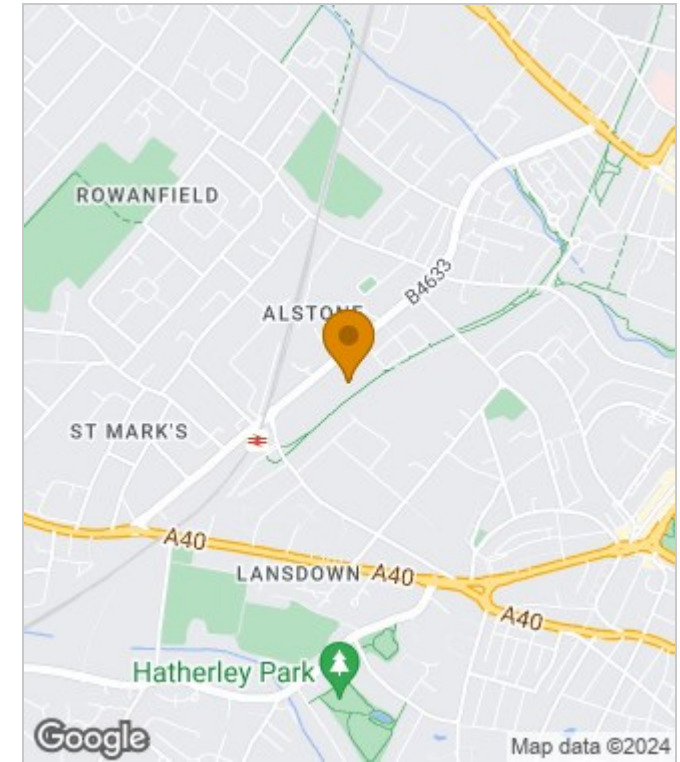 ROWANFIELD
B4633
ALSTONE
ST MARK'S
A40
LANSDOWN
A40
A40
Hatherley Park
Google
Map data ©2024